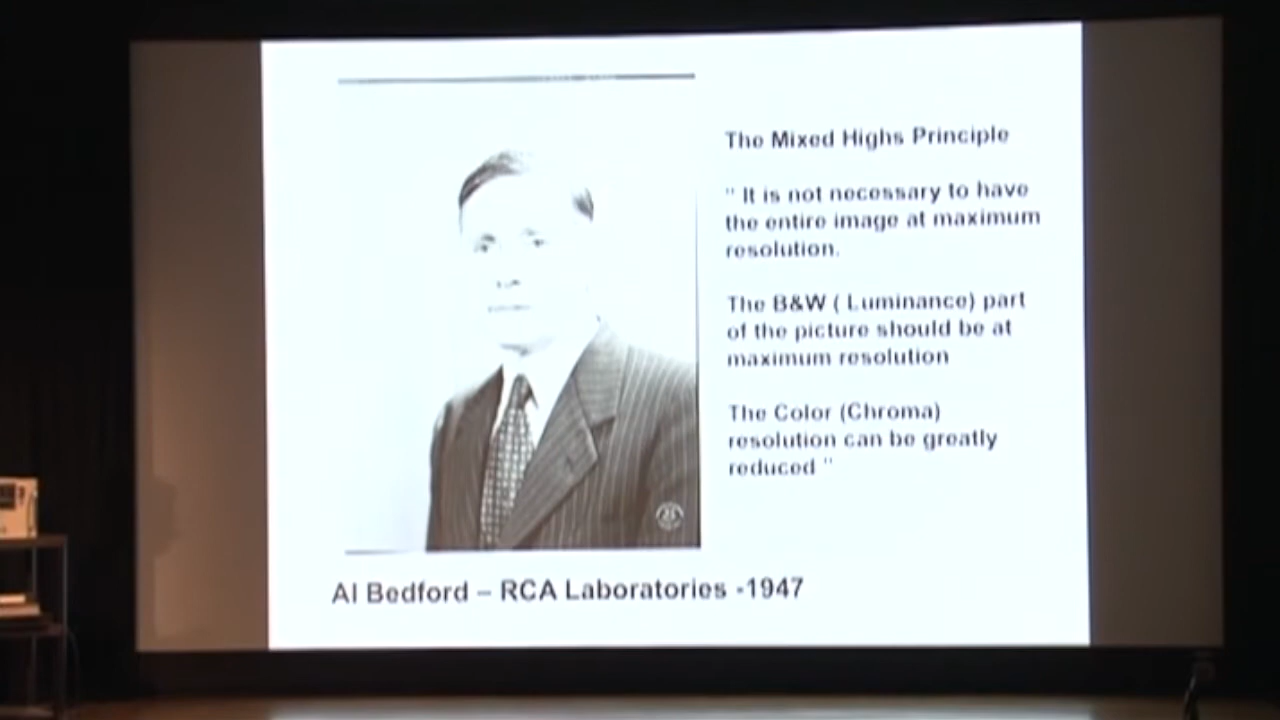 The Mixed Highs Principle
" It is not necessary to have
the entire image at maximum
resolution.
The B&W ( Luminance) part
of the picture should be at
maximum resolution
The Color (Chroma)
resolution can be greatly
reduced "
Al Bedford – RCA Laboratories -1947